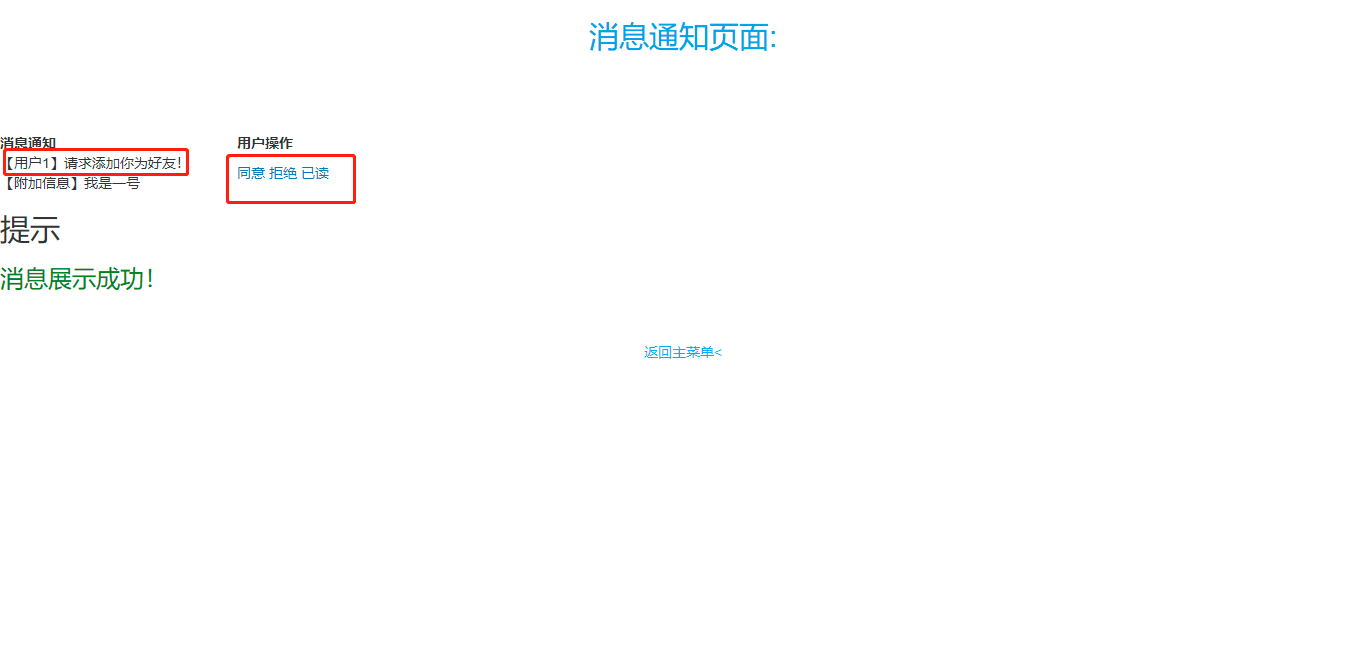 消息通知页面:
消息通知 用户操作
【用户1】请求添加你为好友！
同意 拒绝 已读
【附加信息】我是一号
提示
消息展示成功！
返回主菜单<